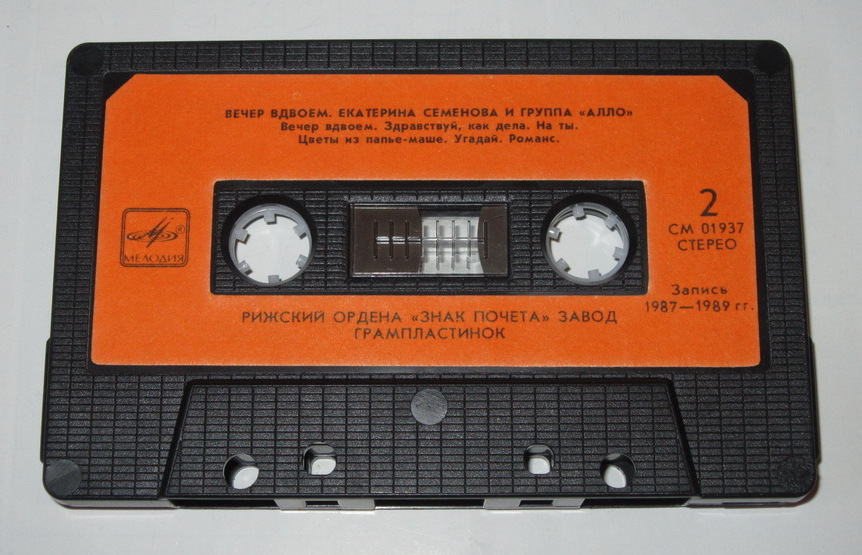 ВЕЧЕР ВДВОЕМ. ЕКАТЕРИНА СЕМЕНОВА И ГРУППА «АЛЛО»
Вечер вдвоем. Здравствуй, как дела. На ты.
Цветы из папье-маше. Угадай. Романс.
2
СМ 01937
СТЕРЕО
®
МЕЛОДИЯ
Запись
1987—1989 гг.
РИЖСКИЙ ОРДЕНА «ЗНАК ПОЧЕТА» ЗАВОД
ГРАМПЛАСТИНОК